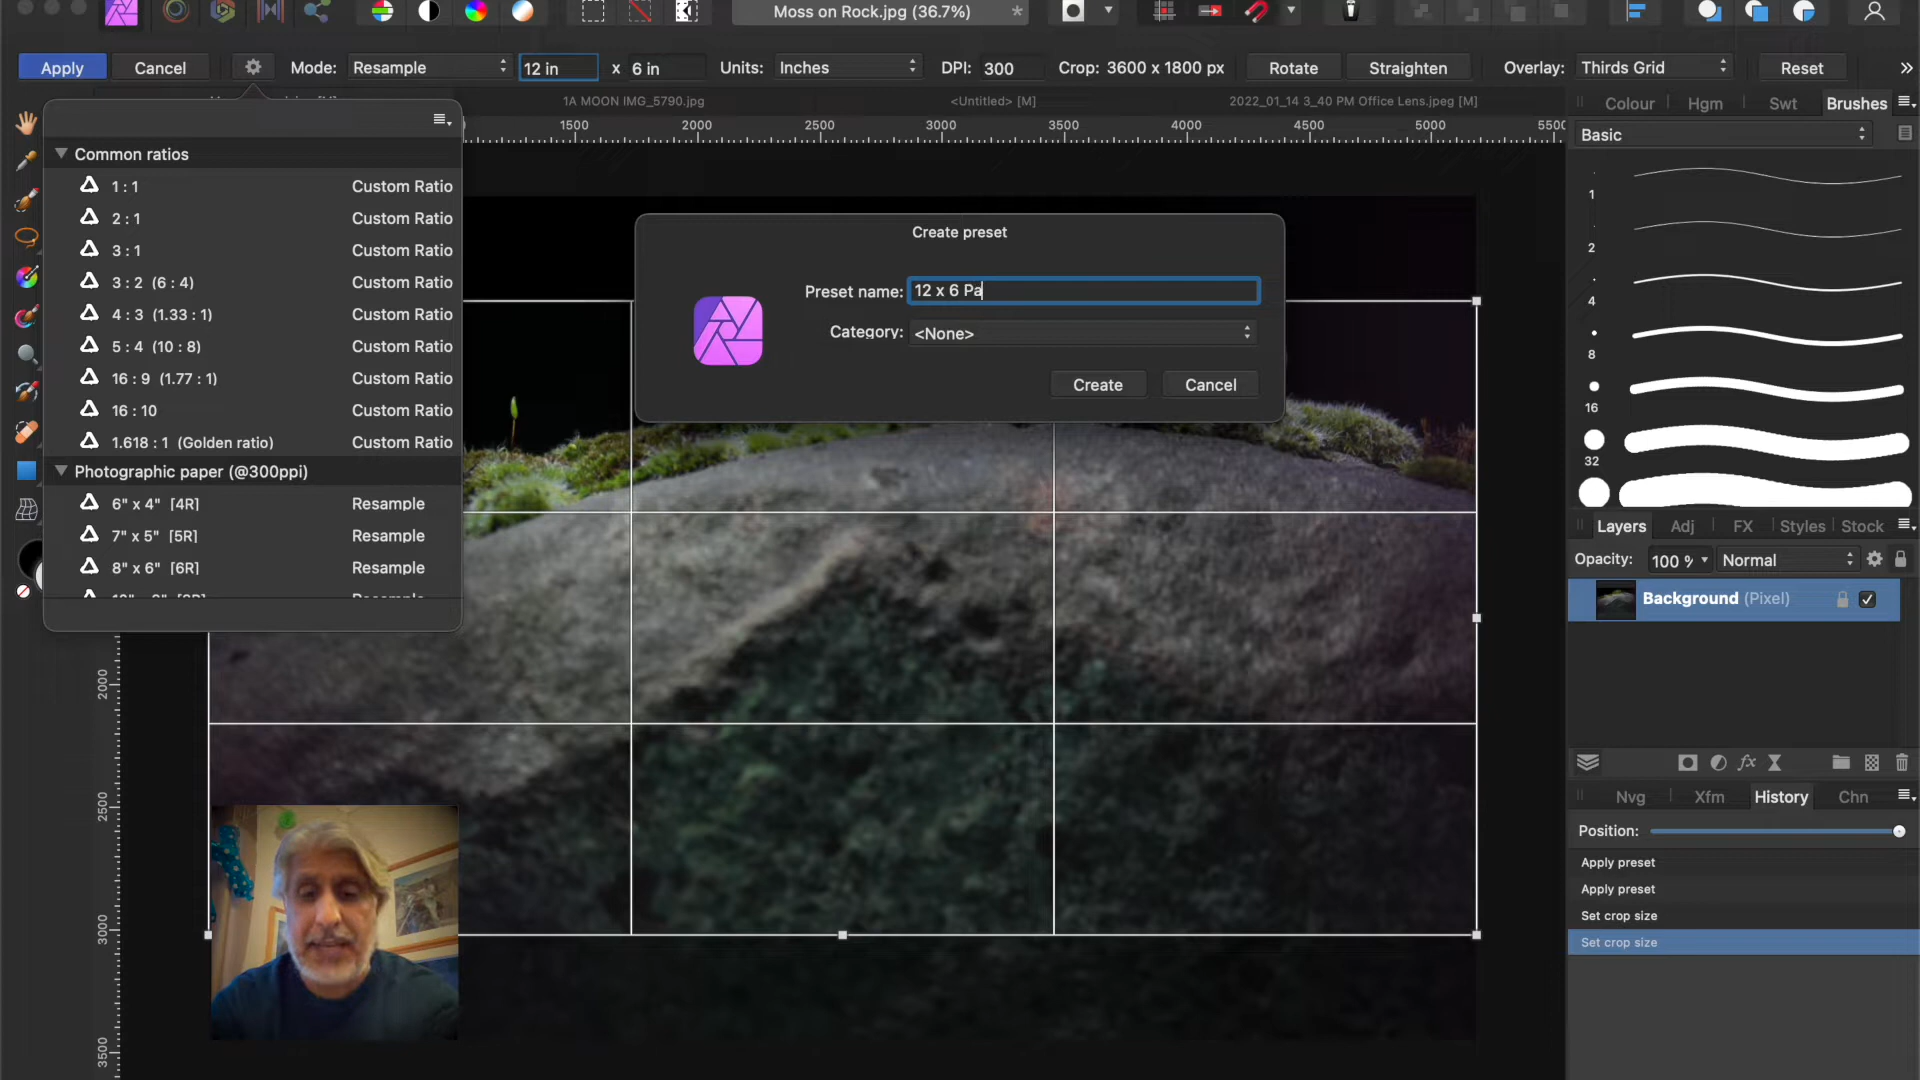 Moss on Rock.jpg (36.7%) *
Apply Cancel Mode: Resample 12 in x 6 in Units: Inches DPI: 300 Crop: 3600 x 1800 px Rotate Straighten Overlay: Thirds Grid Reset »
1A MOON IMG_5790.jpg <Untitled> [M] 2022_01_14 3_40 PM Office Lens.jpeg [M]
1500 2000 2500 3000 3500 4000 4500 5000
Colour Hgm Swt Brushes
Basic
1
2
4
8
16
32
Common ratios
1 : 1 Custom Ratio
2 : 1 Custom Ratio
3 : 1 Custom Ratio
3 : 2 (6 : 4) Custom Ratio
4 : 3 (1.33 : 1) Custom Ratio
5 : 4 (10 : 8) Custom Ratio
16 : 9 (1.77 : 1) Custom Ratio
16 : 10 Custom Ratio
1.618 : 1 (Golden ratio) Custom Ratio
Photographic paper (@300ppi)
6" x 4" [4R] Resample
7" x 5" [5R] Resample
8" x 6" [6R] Resample
Create preset
Preset name: 12 x 6 Pa
Category: <None>
Create Cancel
Layers Adj FX Styles Stock
Opacity: 100 % Normal
Background (Pixel)
fx
Nvg Xfm History Chn
Position:
Apply preset
Apply preset
Set crop size
Set crop size
2000
2500
3000
3500